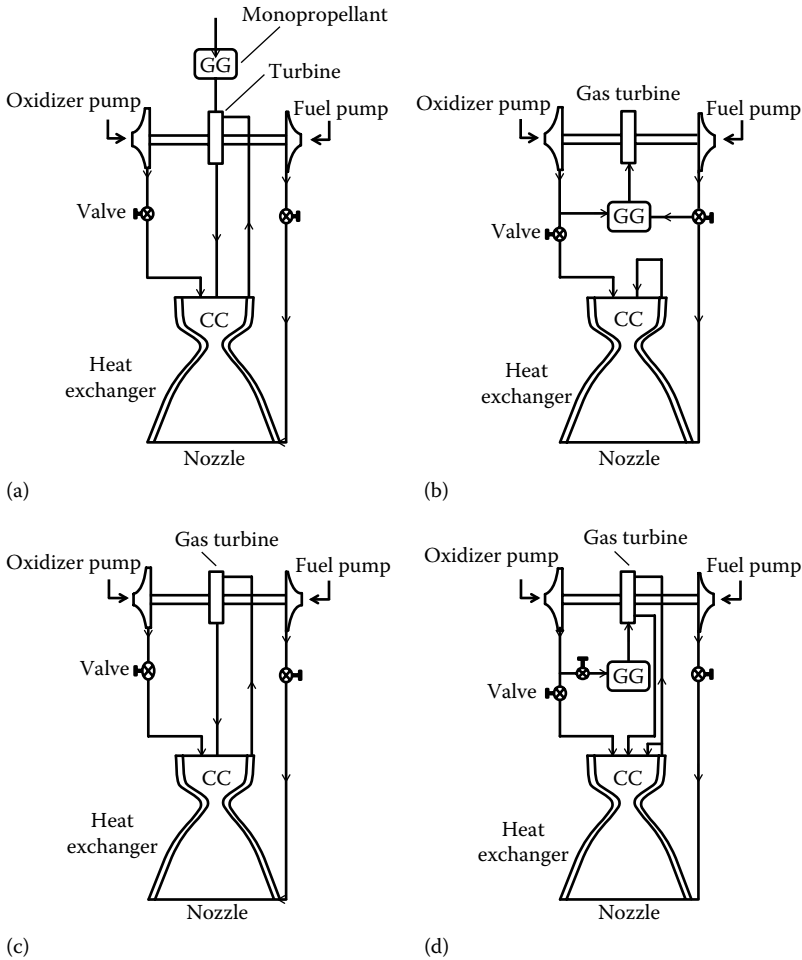 Monopropellant
GG
Turbine
Oxidizer pump
Fuel pump
Valve
CC
Heat
exchanger
Nozzle
(a)
Gas turbine
Oxidizer pump
Fuel pump
GG
Valve
CC
Heat
exchanger
Nozzle
(b)
Gas turbine
Oxidizer pump
Fuel pump
Valve
CC
Heat
exchanger
Nozzle
(c)
Gas turbine
Oxidizer pump
Fuel pump
GG
Valve
CC
Heat
exchanger
Nozzle
(d)